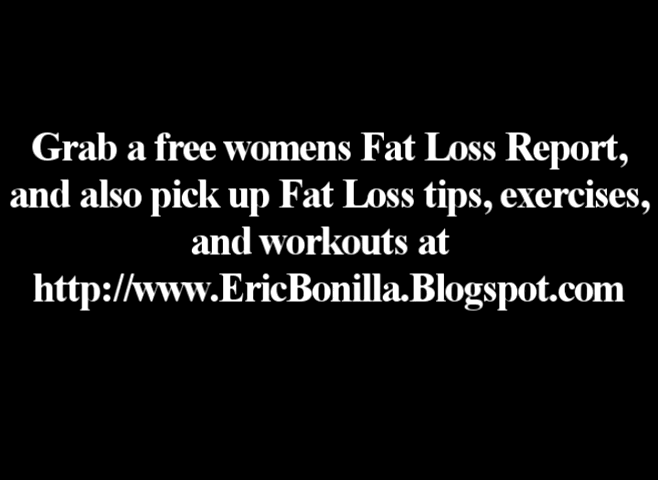 Grab a free womens Fat Loss Report,
and also pick up Fat Loss tips, exercises,
and workouts at
http://www.EricBonilla.Blogspot.com